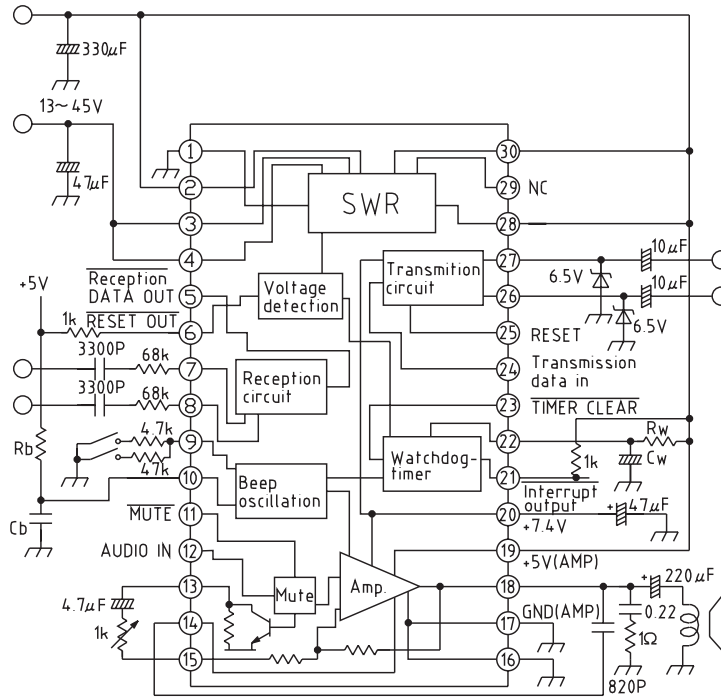 330μF
13~45V
47μF
1
2
3
4
5
6
7
8
9
10
11
12
13
14
15
30
29
28
27
26
25
24
23
22
21
20
19
18
17
16
NC
SWR
Reception
DATA OUT
+5V
1k
RESET OUT
3300P
68k
3300P
68k
4.7k
47k
Rb
Cb
MUTE
AUDIO IN
4.7μF
1k
Voltage
detection
Transmition
circuit
Reception
circuit
Beep
oscillation
Watchdog-
timer
Mute
Amp.
10μF
6.5V
10μF
6.5V
RESET
Transmission
data in
TIMER CLEAR
Rw
1k
Cw
Interrupt
output
+7.4V
+47μF
+5V(AMP)
+
220μF
GND(AMP)
0.22
1Ω
820P